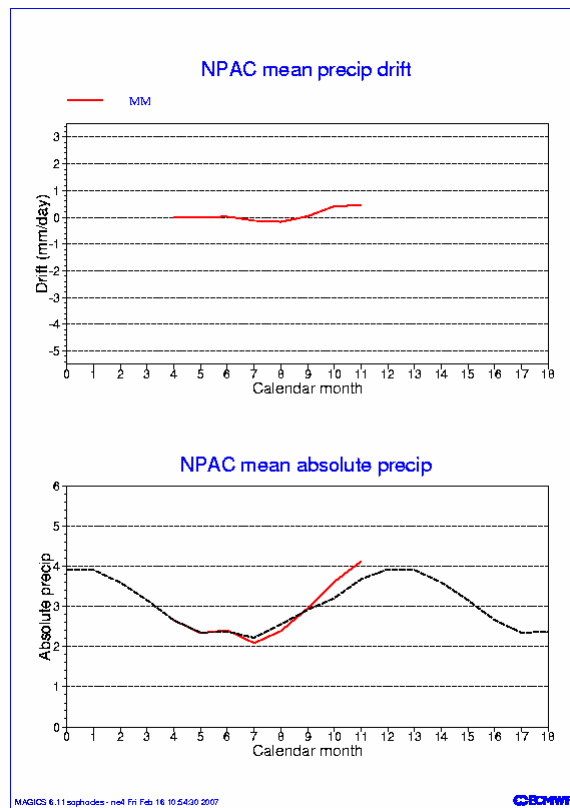 NPAC mean precip drift
MM
3
2
1
0
-1
-2
-3
-4
-5
Drift (mm/day)
0 1 2 3 4 5 6 7 8 9 10 11 12 13 14 15 16 17 18
Calendar month
NPAC mean absolute precip
6
5
4
3
2
1
0
Absolute precip
0 1 2 3 4 5 6 7 8 9 10 11 12 13 14 15 16 17 18
Calendar month
MAGICS 6.11 sophocles - ne4 Fri Feb 16 10:54:30 2007
ECMWF